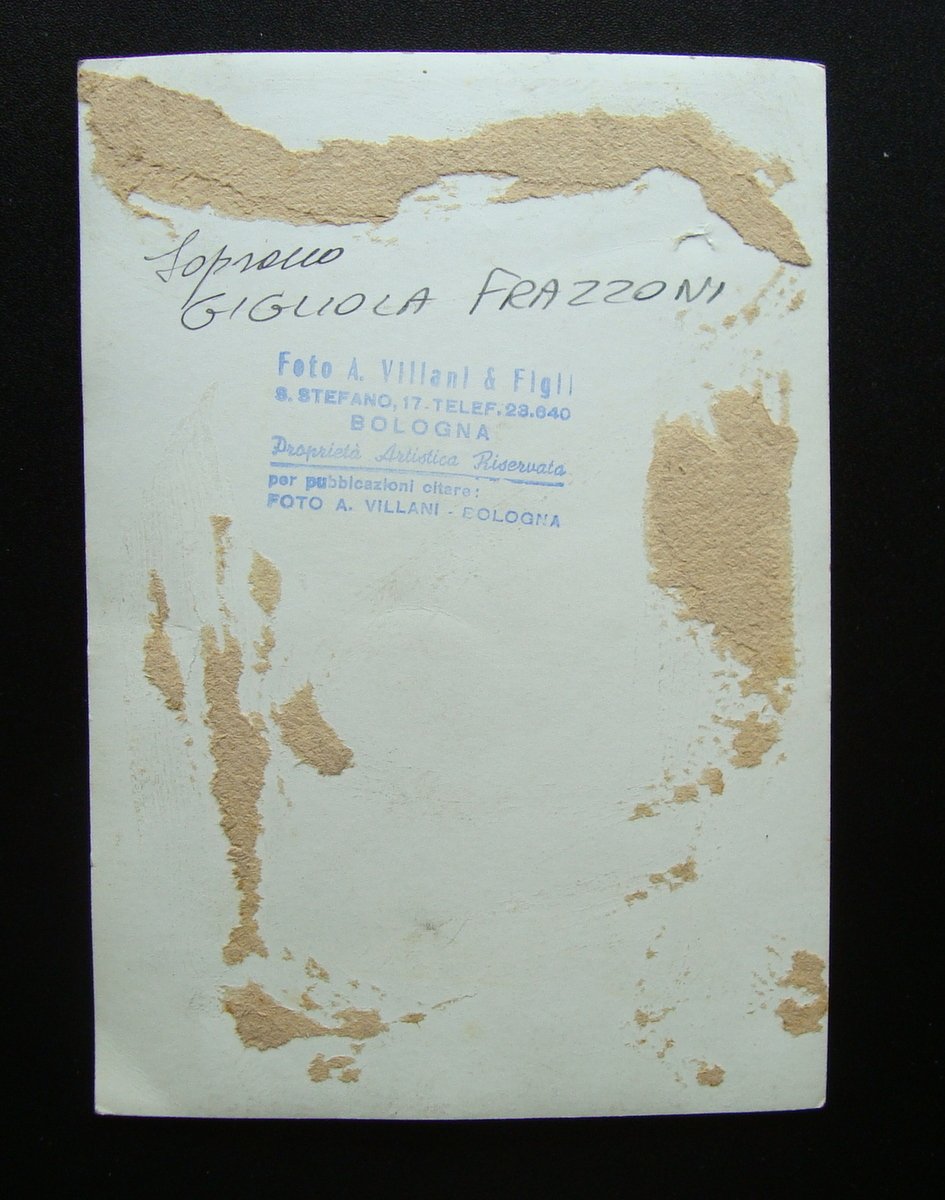 Soprano
GIGLIOLA FRAZZONI
Foto A. Villani & Figli
S. STEFANO, 17 - TELEF. 23.640
BOLOGNA
Proprietà Artistica Riservata
per pubbicazioni citare:
FOTO A. VILLANI - BOLOGNA